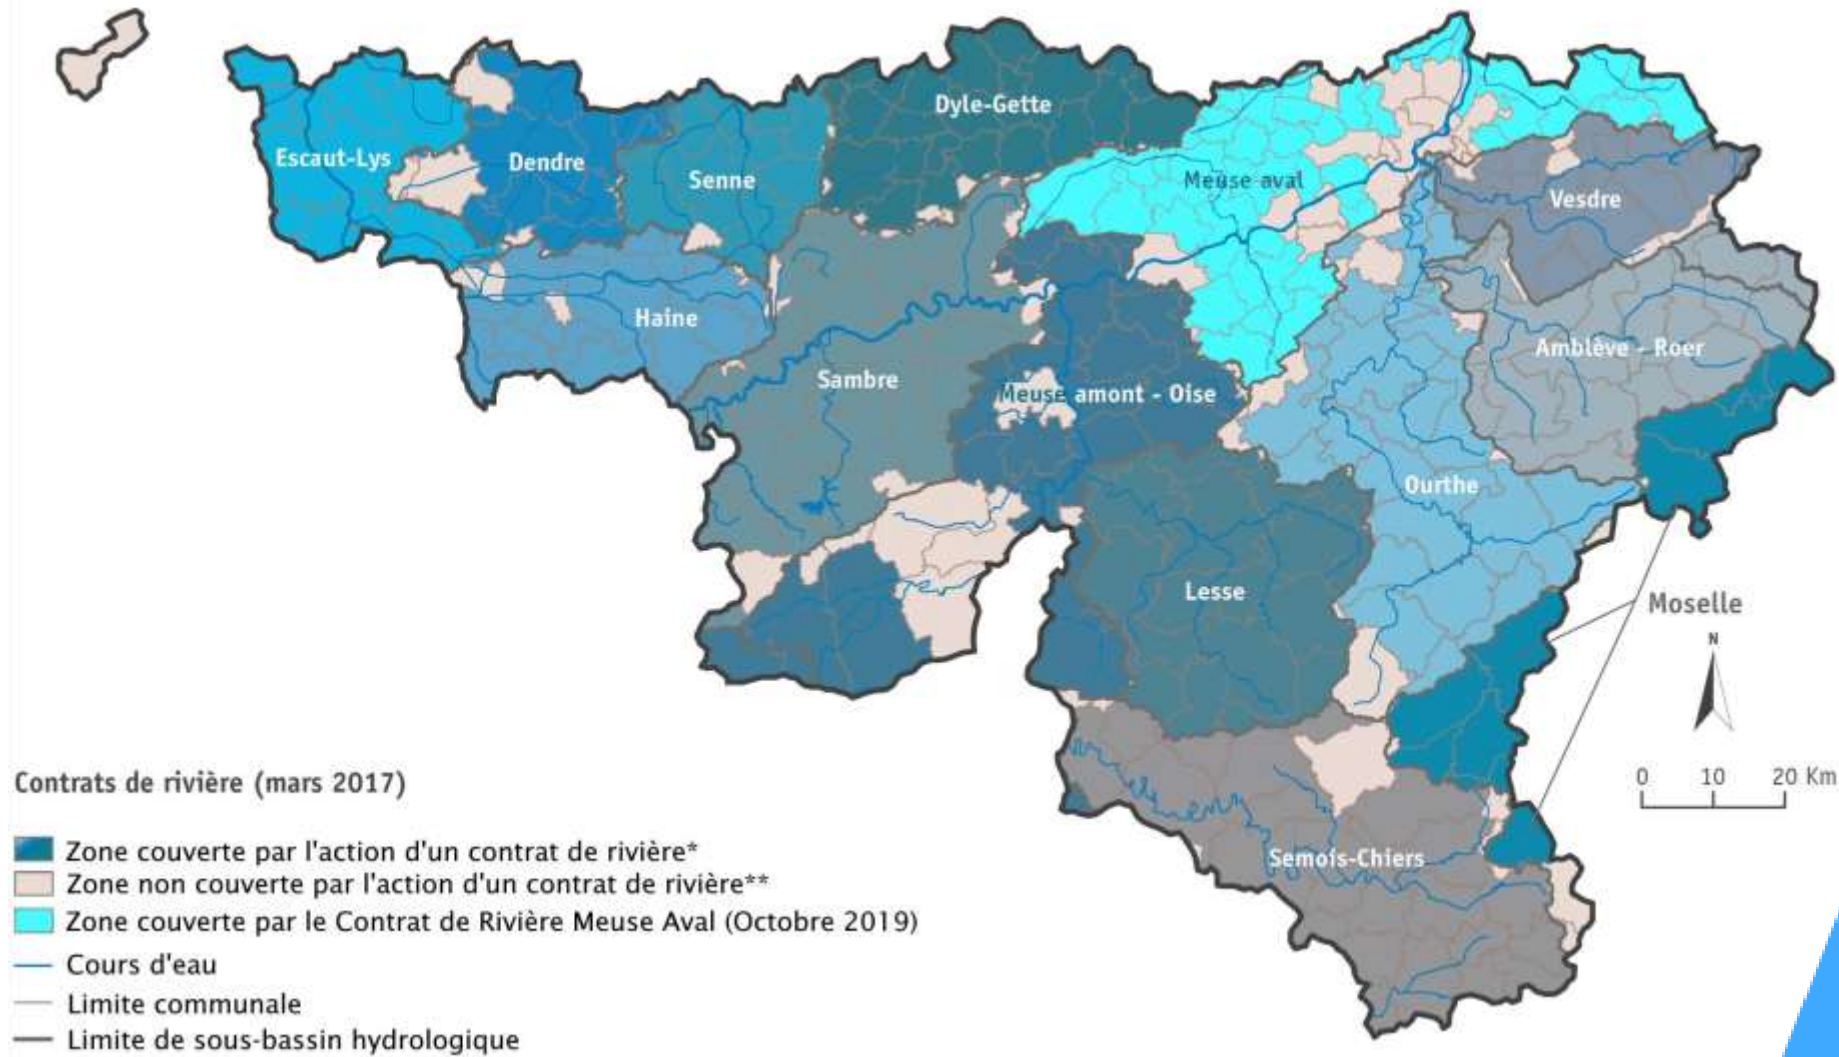 Dyle-Gette
Escaut-Lys
Dendre
Senne
Meuse aval
Vesdre
Haine
Sambre
Meuse amont - Oise
Amblève - Roer
Ourthe
Lesse
Moselle
N
0 10 20 Km
Semois-Chiers
Contrats de rivière (mars 2017)
Zone couverte par l'action d'un contrat de rivière*
Zone non couverte par l'action d'un contrat de rivière**
Zone couverte par le Contrat de Rivière Meuse Aval (Octobre 2019)
Cours d'eau
Limite communale
Limite de sous-bassin hydrologique